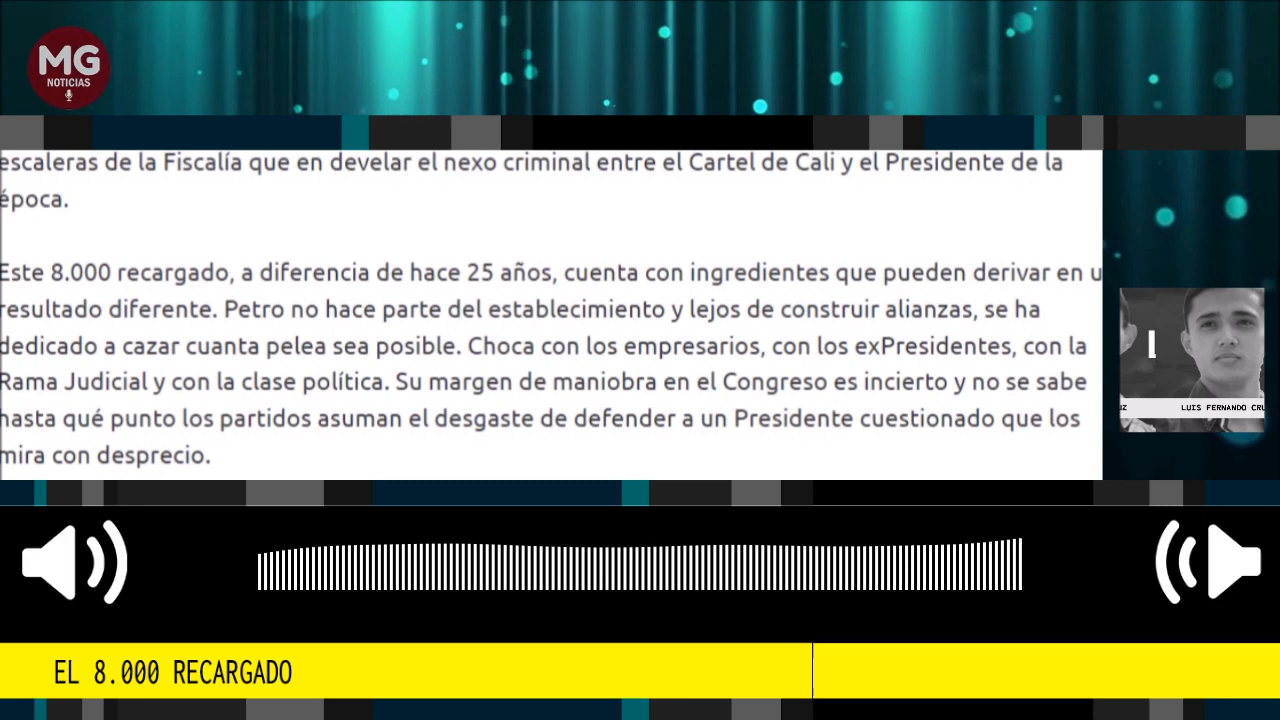 MG
NOTICIAS
escaleras de la Fiscalía que en develar el nexo criminal entre el Cartel de Cali y el Presidente de la
época.
Este 8.000 recargado, a diferencia de hace 25 años, cuenta con ingredientes que pueden derivar en u
resultado diferente. Petro no hace parte del establecimiento y lejos de construir alianzas, se ha
dedicado a cazar cuanta pelea sea posible. Choca con los empresarios, con los exPresidentes, con la
Rama Judicial y con la clase política. Su margen de maniobra en el Congreso es incierto y no se sabe
hasta qué punto los partidos asuman el desgaste de defender a un Presidente cuestionado que los
mira con desprecio.
UZ LUIS FERNANDO CRU
EL 8.000 RECARGADO